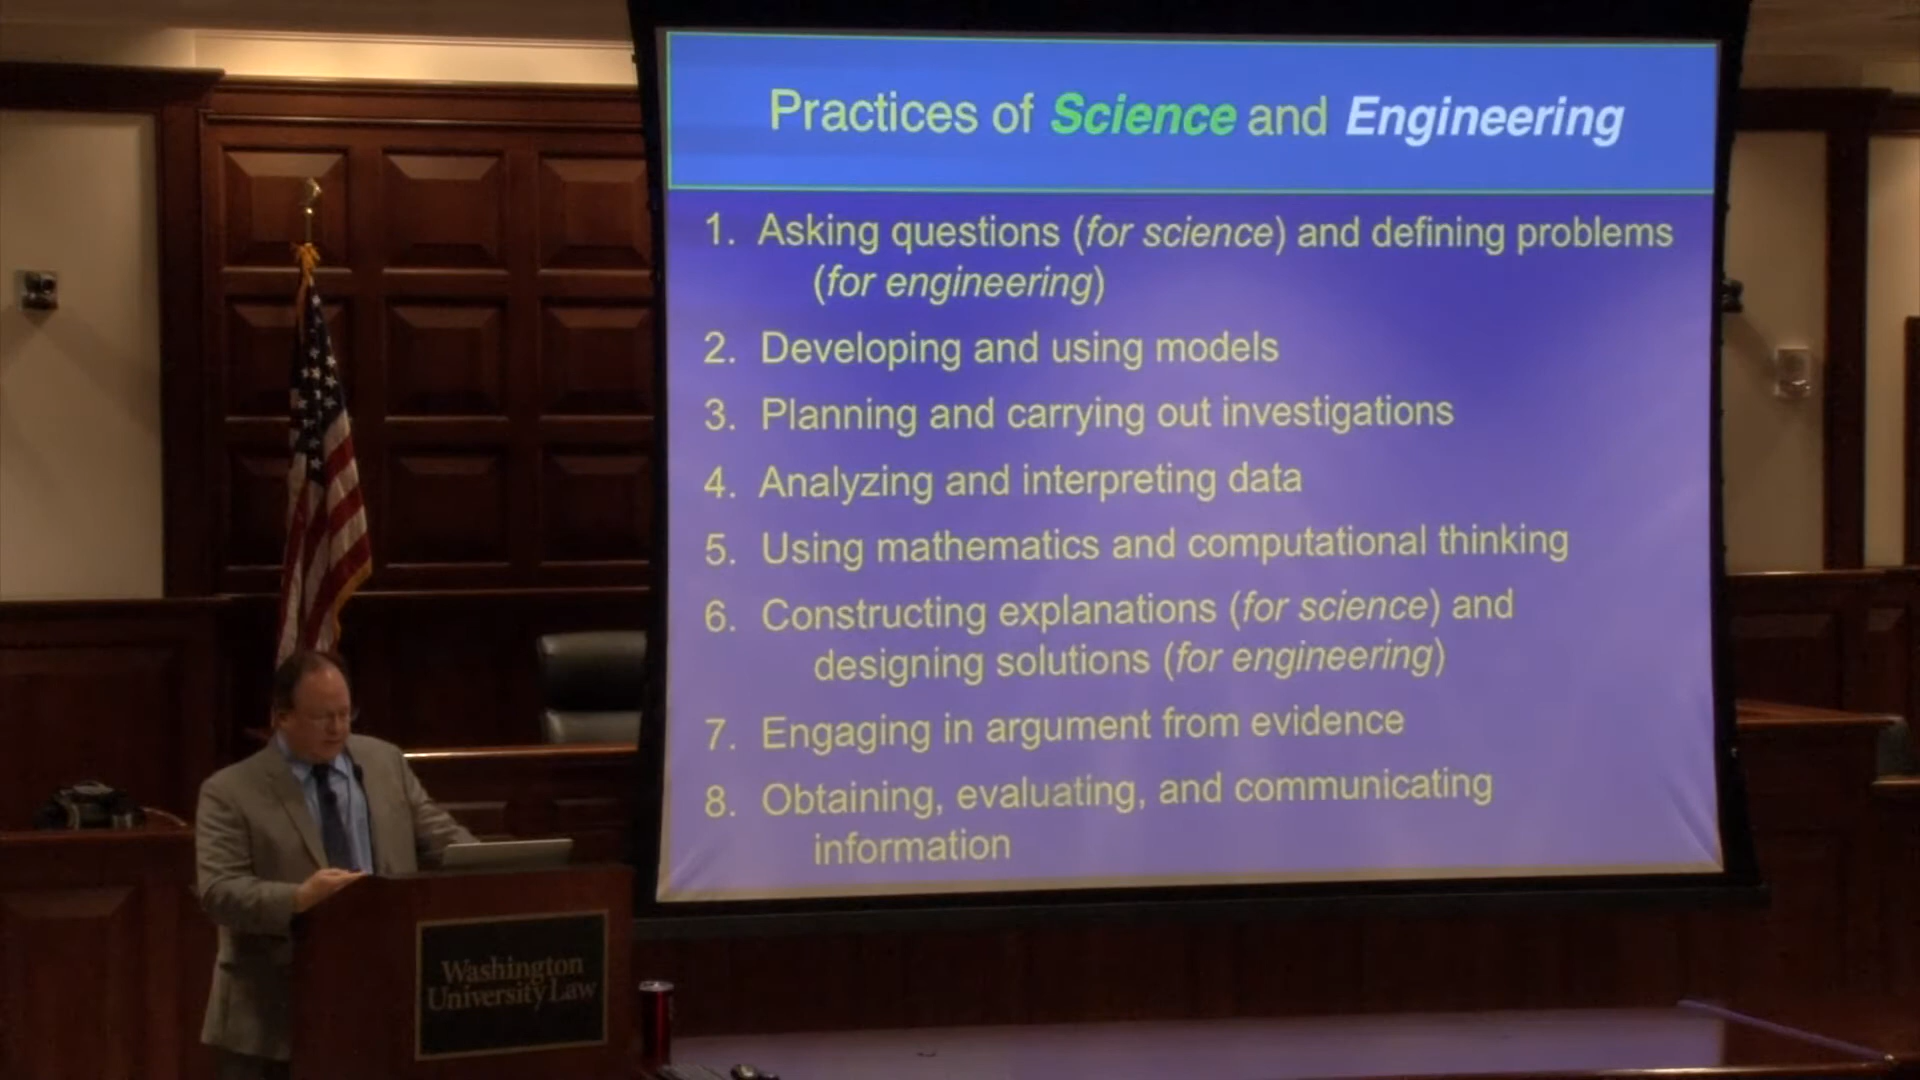 Practices of Science and Engineering
1. Asking questions (for science) and defining problems
(for engineering)
2. Developing and using models
3. Planning and carrying out investigations
4. Analyzing and interpreting data
5. Using mathematics and computational thinking
6. Constructing explanations (for science) and
designing solutions (for engineering)
7. Engaging in argument from evidence
8. Obtaining, evaluating, and communicating
information
Washington
University Law